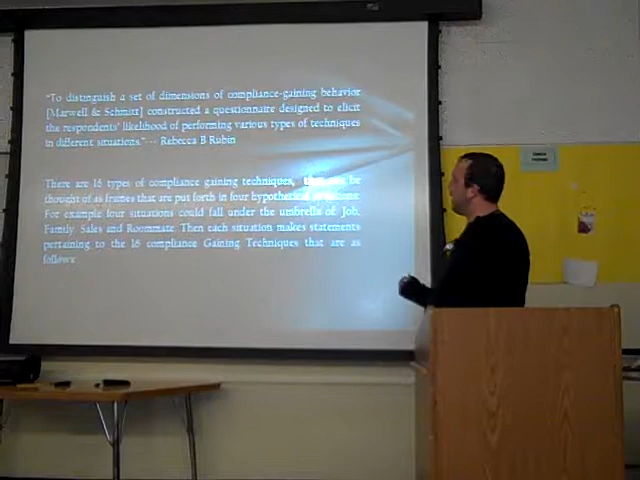 "To distinguish a set of dimensions of compliance-gaining behavior
[Marwell & Schmitt] constructed a questionnaire designed to elicit
the respondents' likelihood of performing various types of techniques
in different situations." -- Rebecca B Rubin
There are 16 types of compliance gaining techniques, be
thought of as frames that are put forth in four
For example four situations could fall under the umbrella of Job,
Family, Sales and Roommate. Then each situation makes statements
pertaining to the 16 compliance Gaining Techniques that are as
follows: